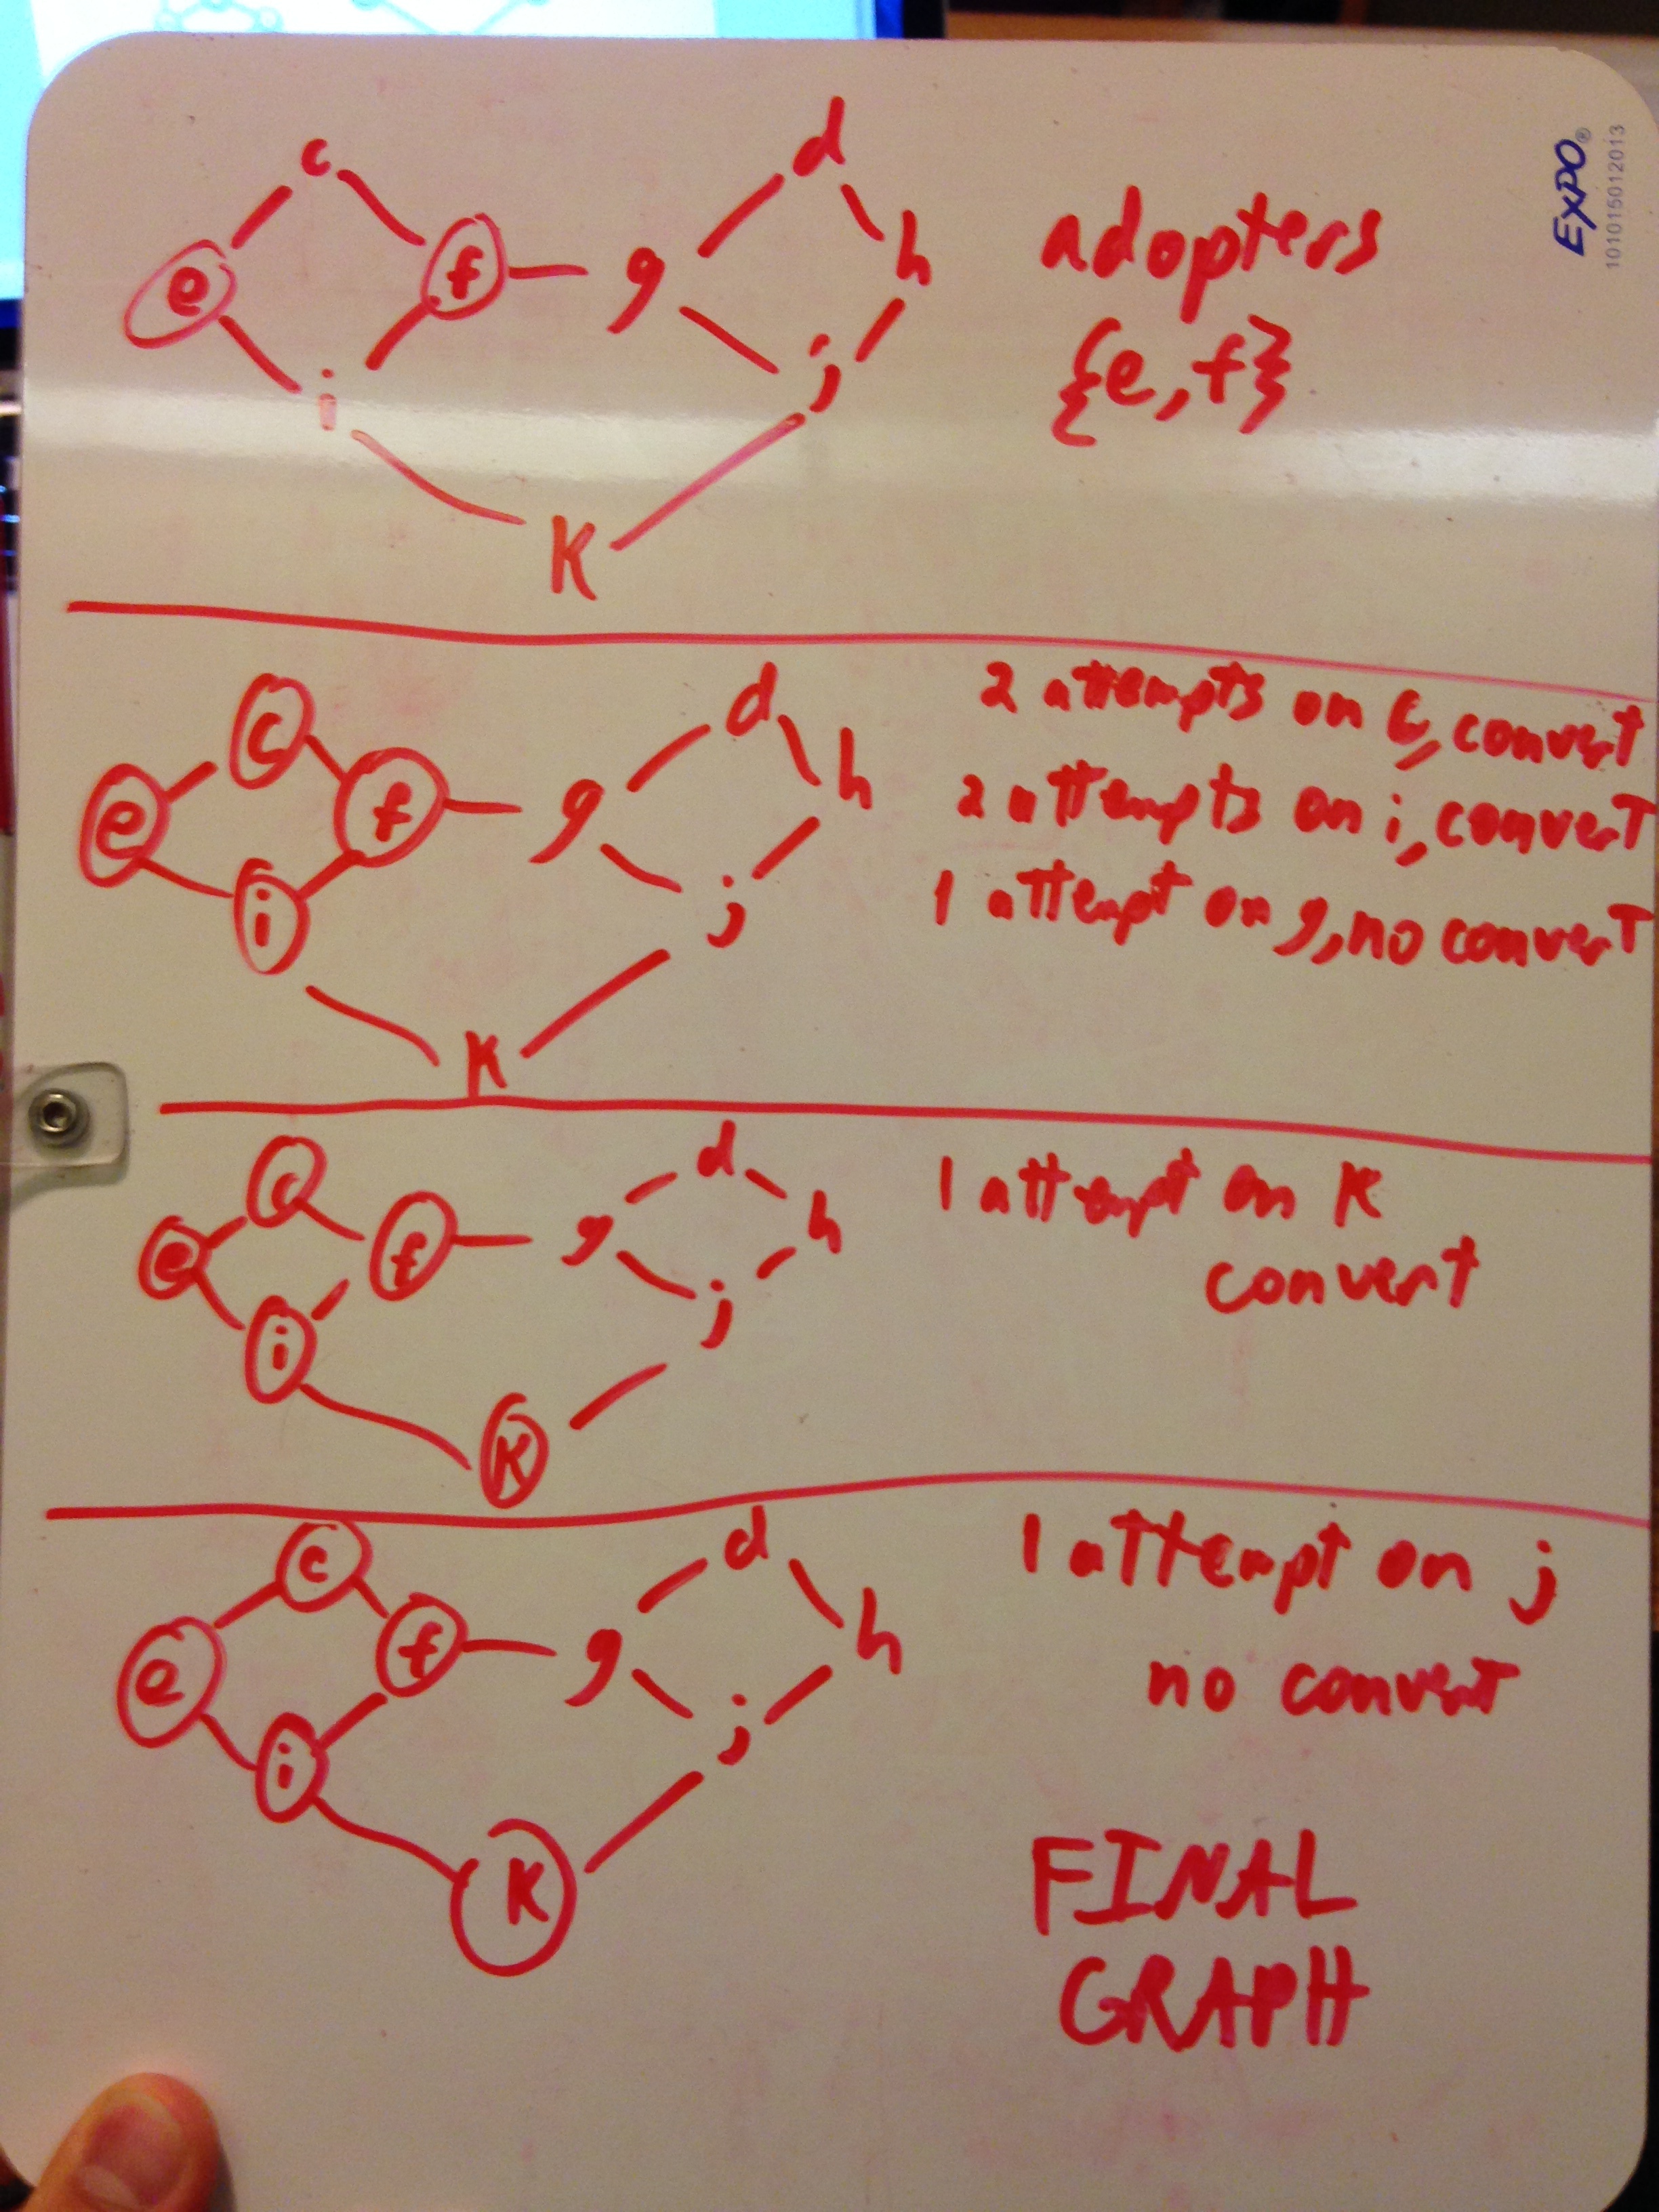 c
d
e
f
g
h
i
j
K
adopters
{e,f}
EXPO®
101015012013
c
d
e
f
g
h
i
j
K
2 attempts on c, convert
2 attempts on i, convert
1 attempt on g, no convert
c
d
e
f
g
h
i
j
K
1 attempt on K
convert
c
d
e
f
g
h
i
j
K
1 attempt on j
no convert
FINAL
GRAPH